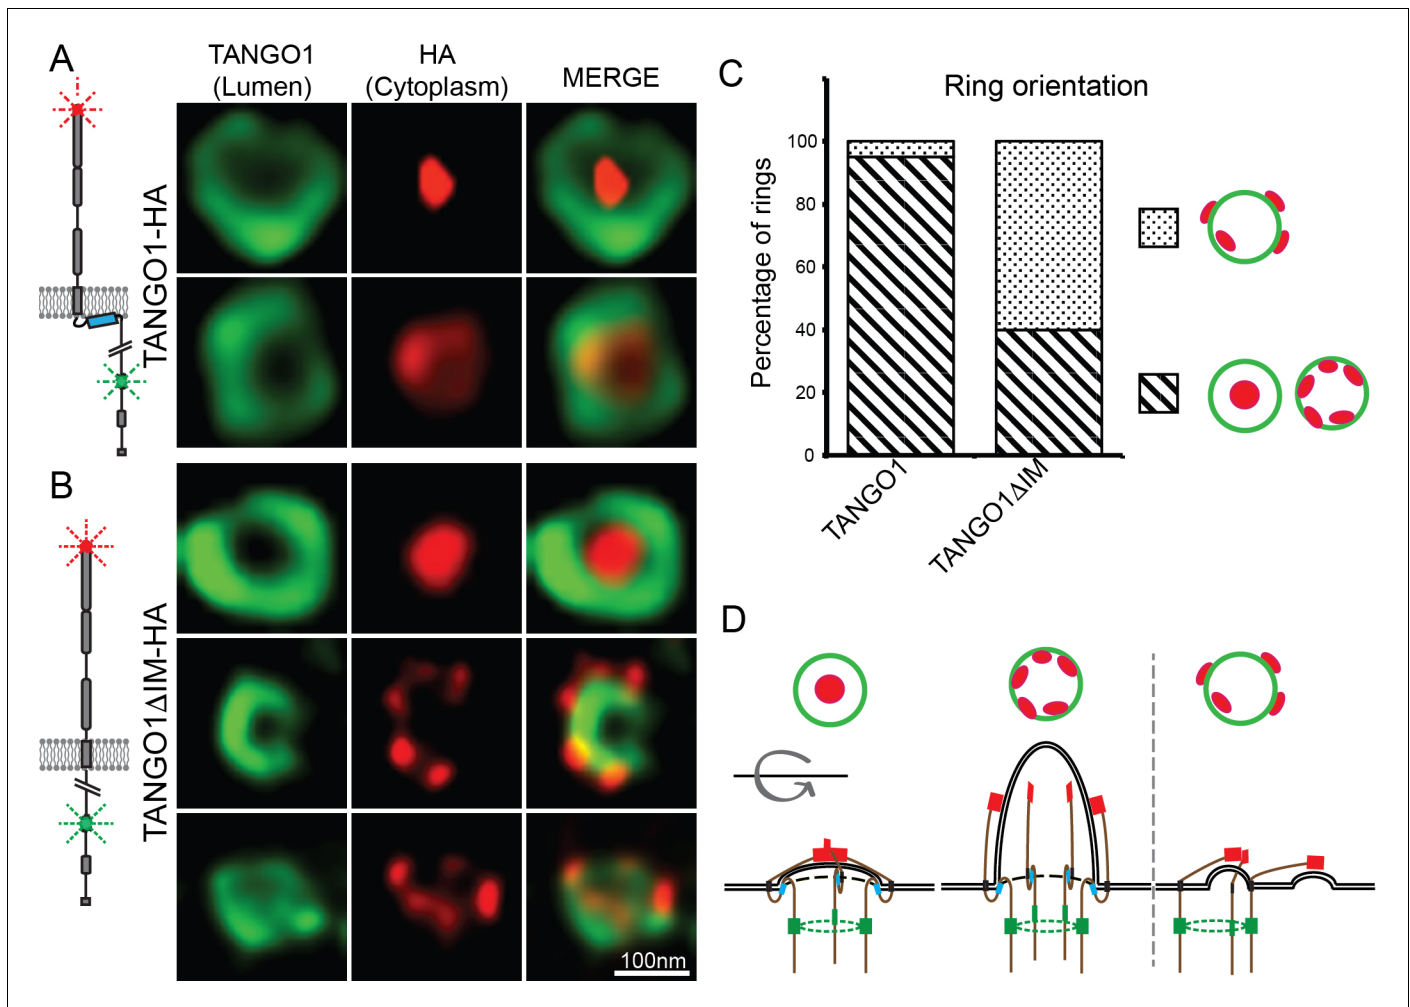 A
TANGO1
(Lumen)
HA
(Cytoplasm)
MERGE
TANGO1-HA
B
TANGO1ΔIM-HA
100nm
C
Ring orientation
Percentage of rings
100
80
60
40
20
0
TANGO1
TANGO1ΔIM
D